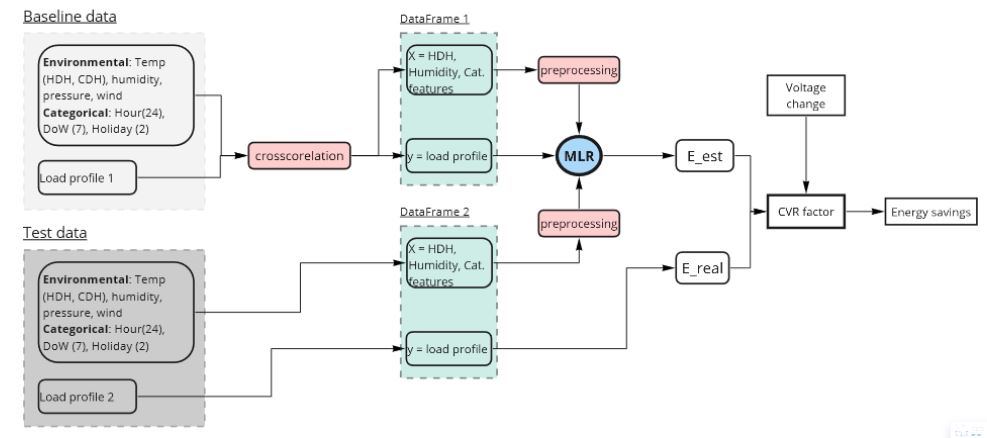 Baseline data
Environmental: Temp
(HDH, CDH), humidity,
pressure, wind
Categorical: Hour(24),
DoW (7), Holiday (2)
Load profile 1
crosscorelation
DataFrame 1
X = HDH,
Humidity, Cat.
features
y = load profile
preprocessing
MLR
E_est
Voltage
change
CVR factor
Energy savings
Test data
Environmental: Temp
(HDH, CDH), humidity,
pressure, wind
Categorical: Hour(24),
DoW (7), Holiday (2)
Load profile 2
DataFrame 2
X = HDH,
Humidity, Cat.
features
y = load profile
preprocessing
E_real